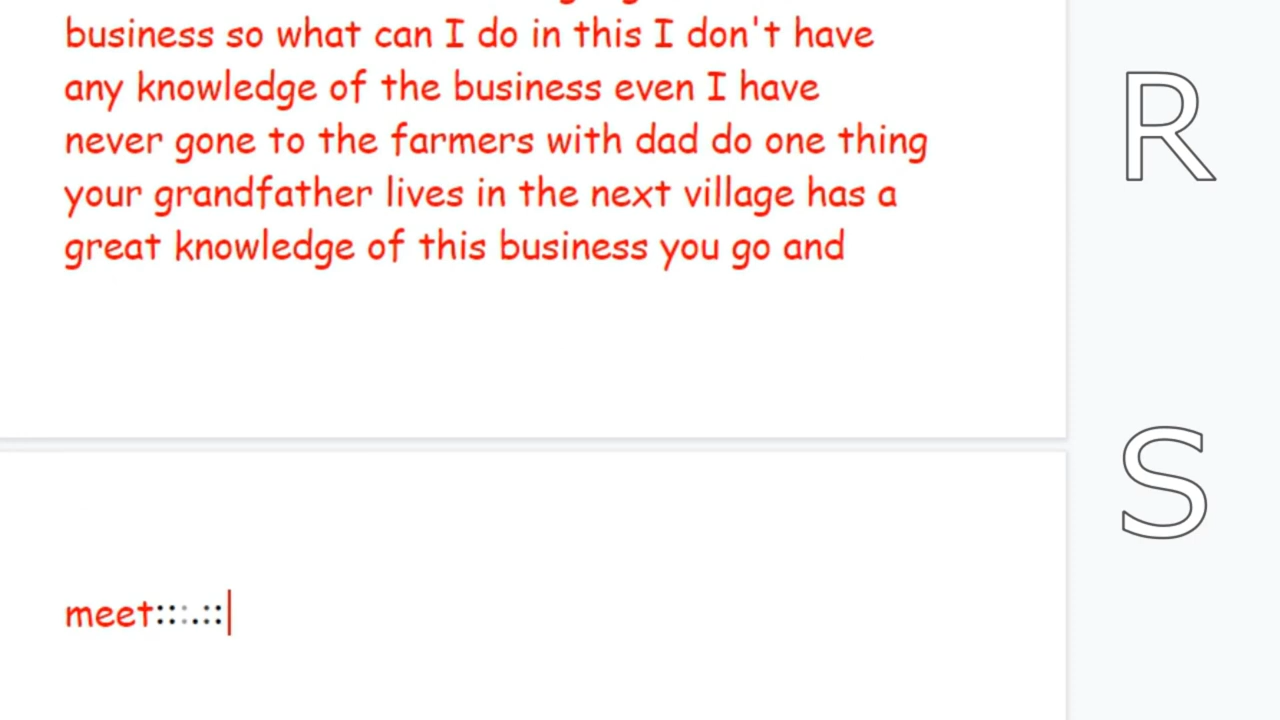 business so what can I do in this I don't have
any knowledge of the business even I have
never gone to the farmers with dad do one thing
your grandfather lives in the next village has a
great knowledge of this business you go and
meet:::.::
R
S